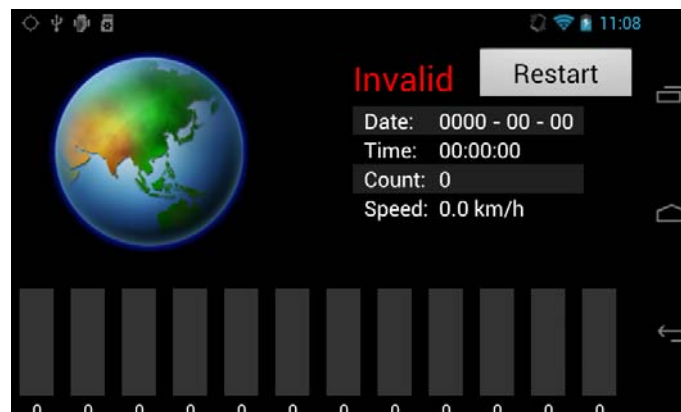 11:08
Invalid
Restart
Date: 0000 - 00 - 00
Time: 00:00:00
Count: 0
Speed: 0.0 km/h
0 0 0 0 0 0 0 0 0 0 0 0